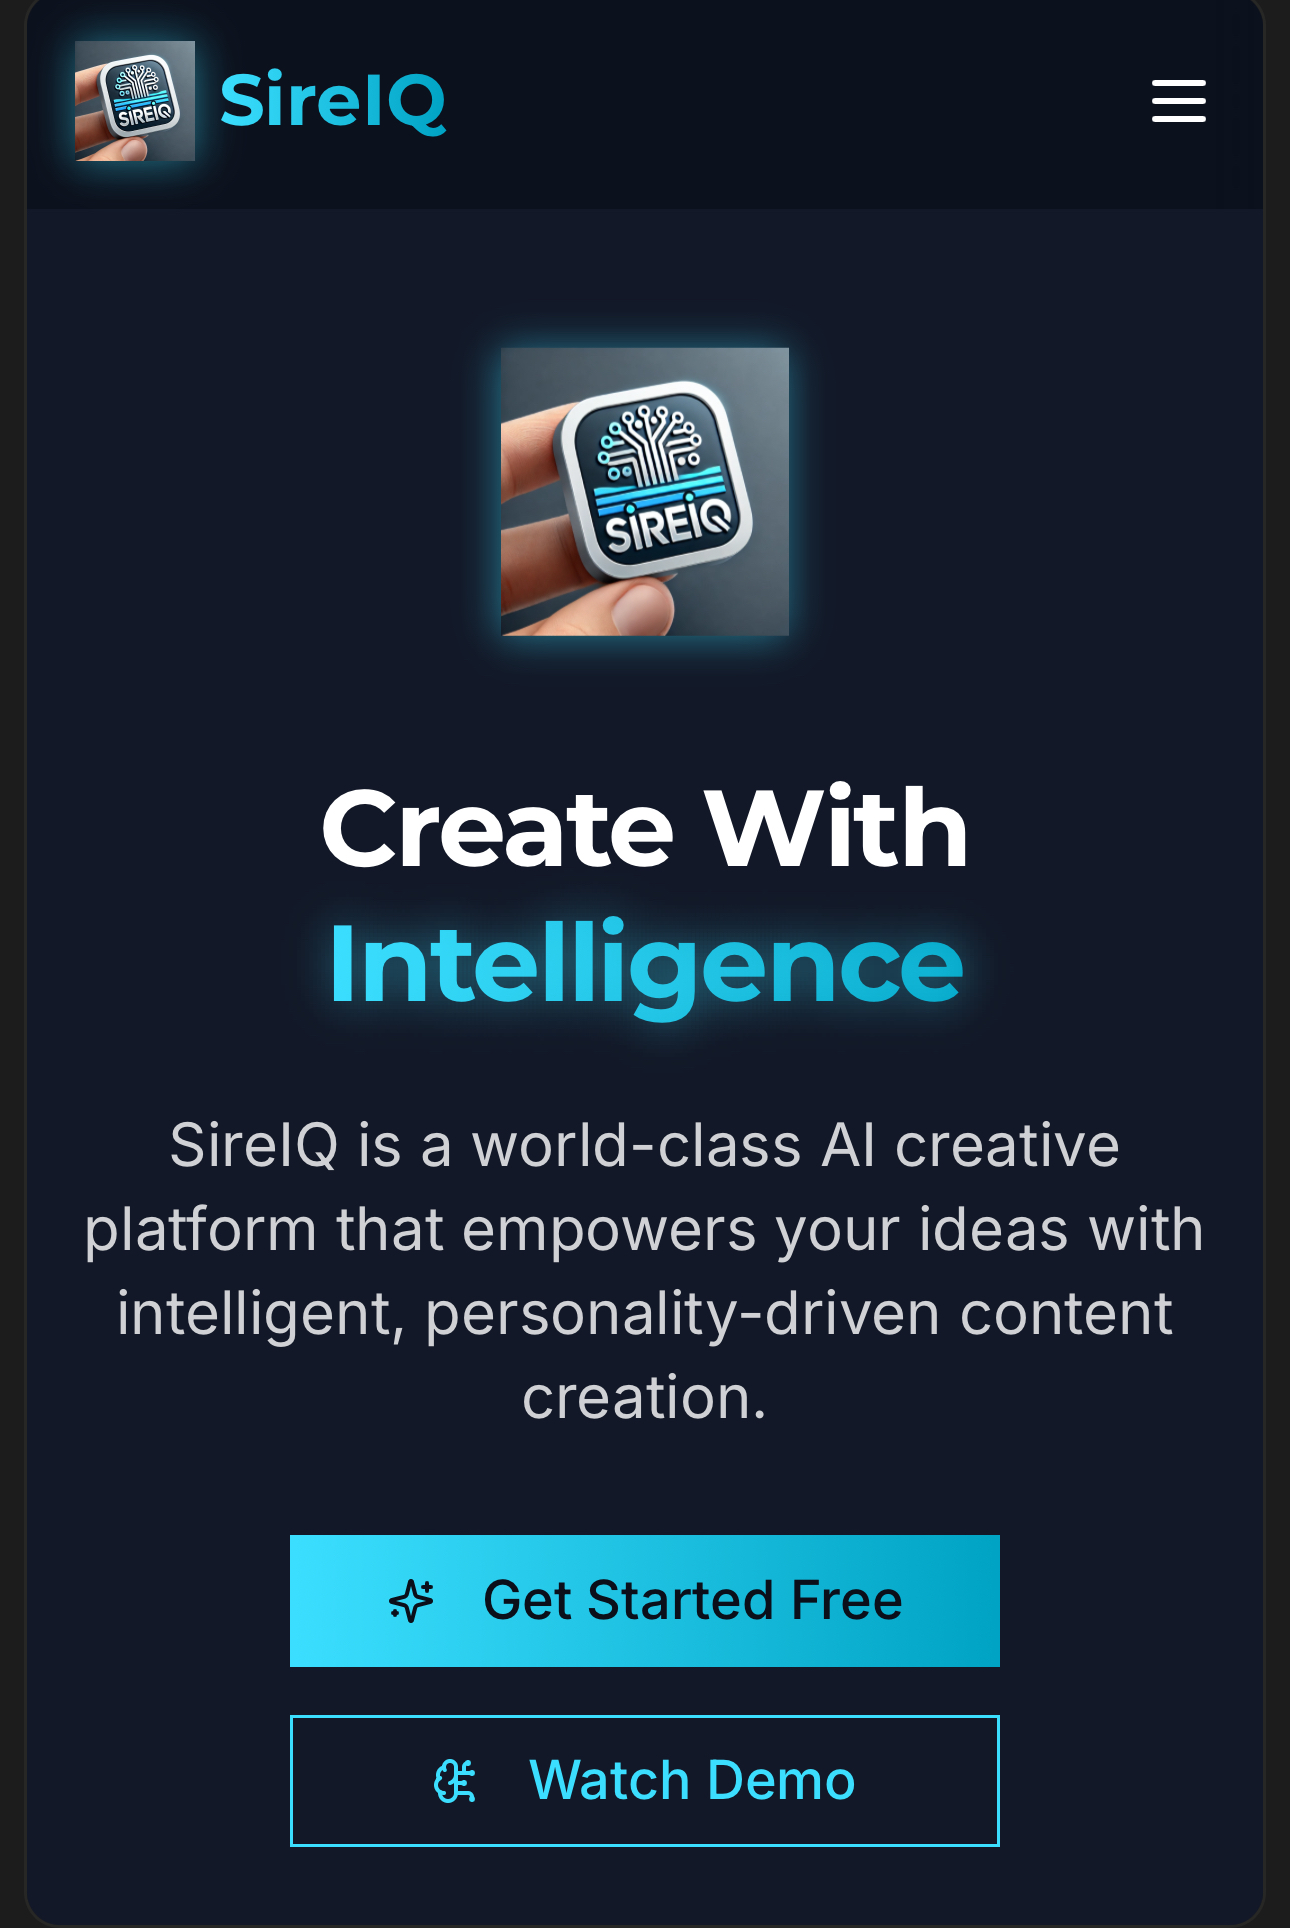 SIREIQ
SireIQ
SIREIQ
Create With
Intelligence
SireIQ is a world-class AI creative
platform that empowers your ideas with
intelligent, personality-driven content
creation.
Get Started Free
Watch Demo